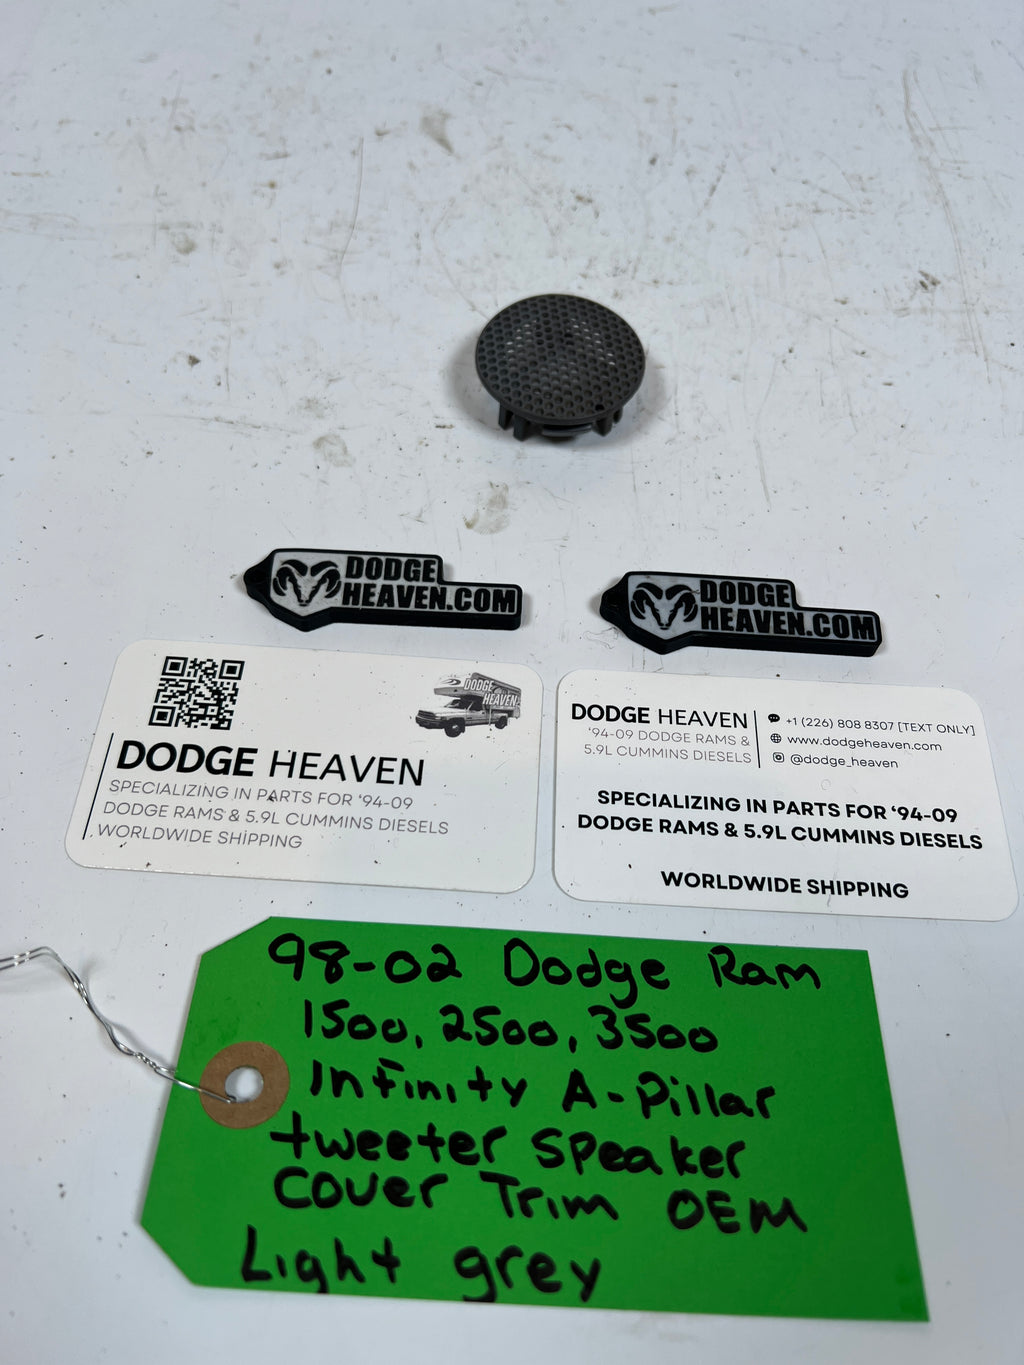 DODGE
HEAVEN.COM
DODGE
HEAVEN.COM
DODGE
HEAVEN
DODGE HEAVEN
SPECIALIZING IN PARTS FOR ‘94-09
DODGE RAMS & 5.9L CUMMINS DIESELS
WORLDWIDE SHIPPING
DODGE HEAVEN
‘94-09 DODGE RAMS &
5.9L CUMMINS DIESELS
+1 (226) 808 8307 [TEXT ONLY]
www.dodgeheaven.com
@dodge_heaven
SPECIALIZING IN PARTS FOR ‘94-09
DODGE RAMS & 5.9L CUMMINS DIESELS
WORLDWIDE SHIPPING
98-02 Dodge Ram
1500, 2500, 3500
Infinity A-Pillar
tweeter speaker
cover Trim OEM
Light grey